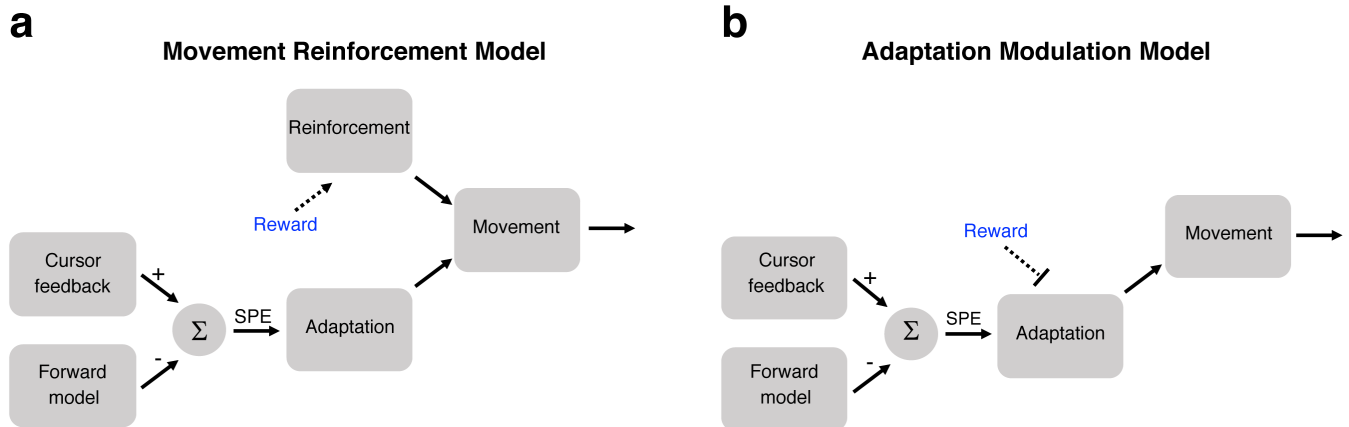 a
Movement Reinforcement Model
Reinforcement
Reward
Movement
Cursor
feedback
+
Σ
SPE
Adaptation
-
Forward
model
b
Adaptation Modulation Model
Reward
Movement
Cursor
feedback
+
Σ
SPE
Adaptation
-
Forward
model